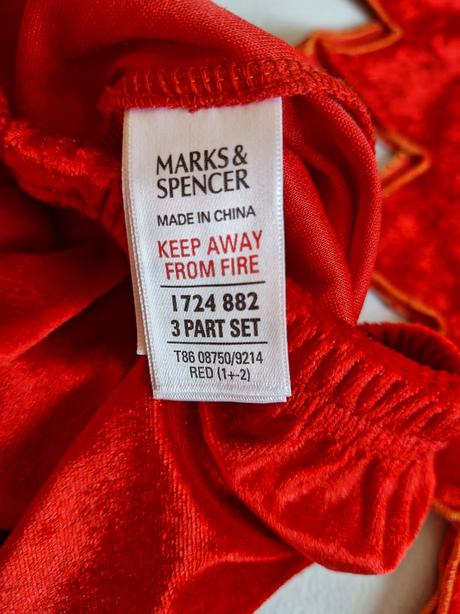 MARKS &
SPENCER
MADE IN CHINA
KEEP AWAY
FROM FIRE
1724 882
3 PART SET
T86 08750/9214
RED (1+-2)